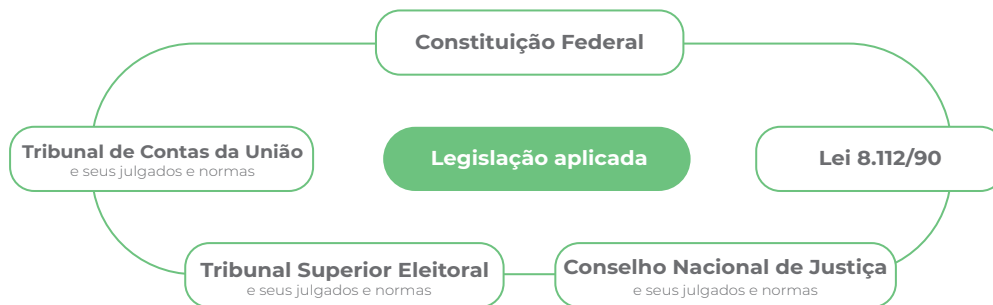 Constituição Federal
Tribunal de Contas da União
e seus julgados e normas
Legislação aplicada
Lei 8.112/90
Tribunal Superior Eleitoral
e seus julgados e normas
Conselho Nacional de Justiça
e seus julgados e normas